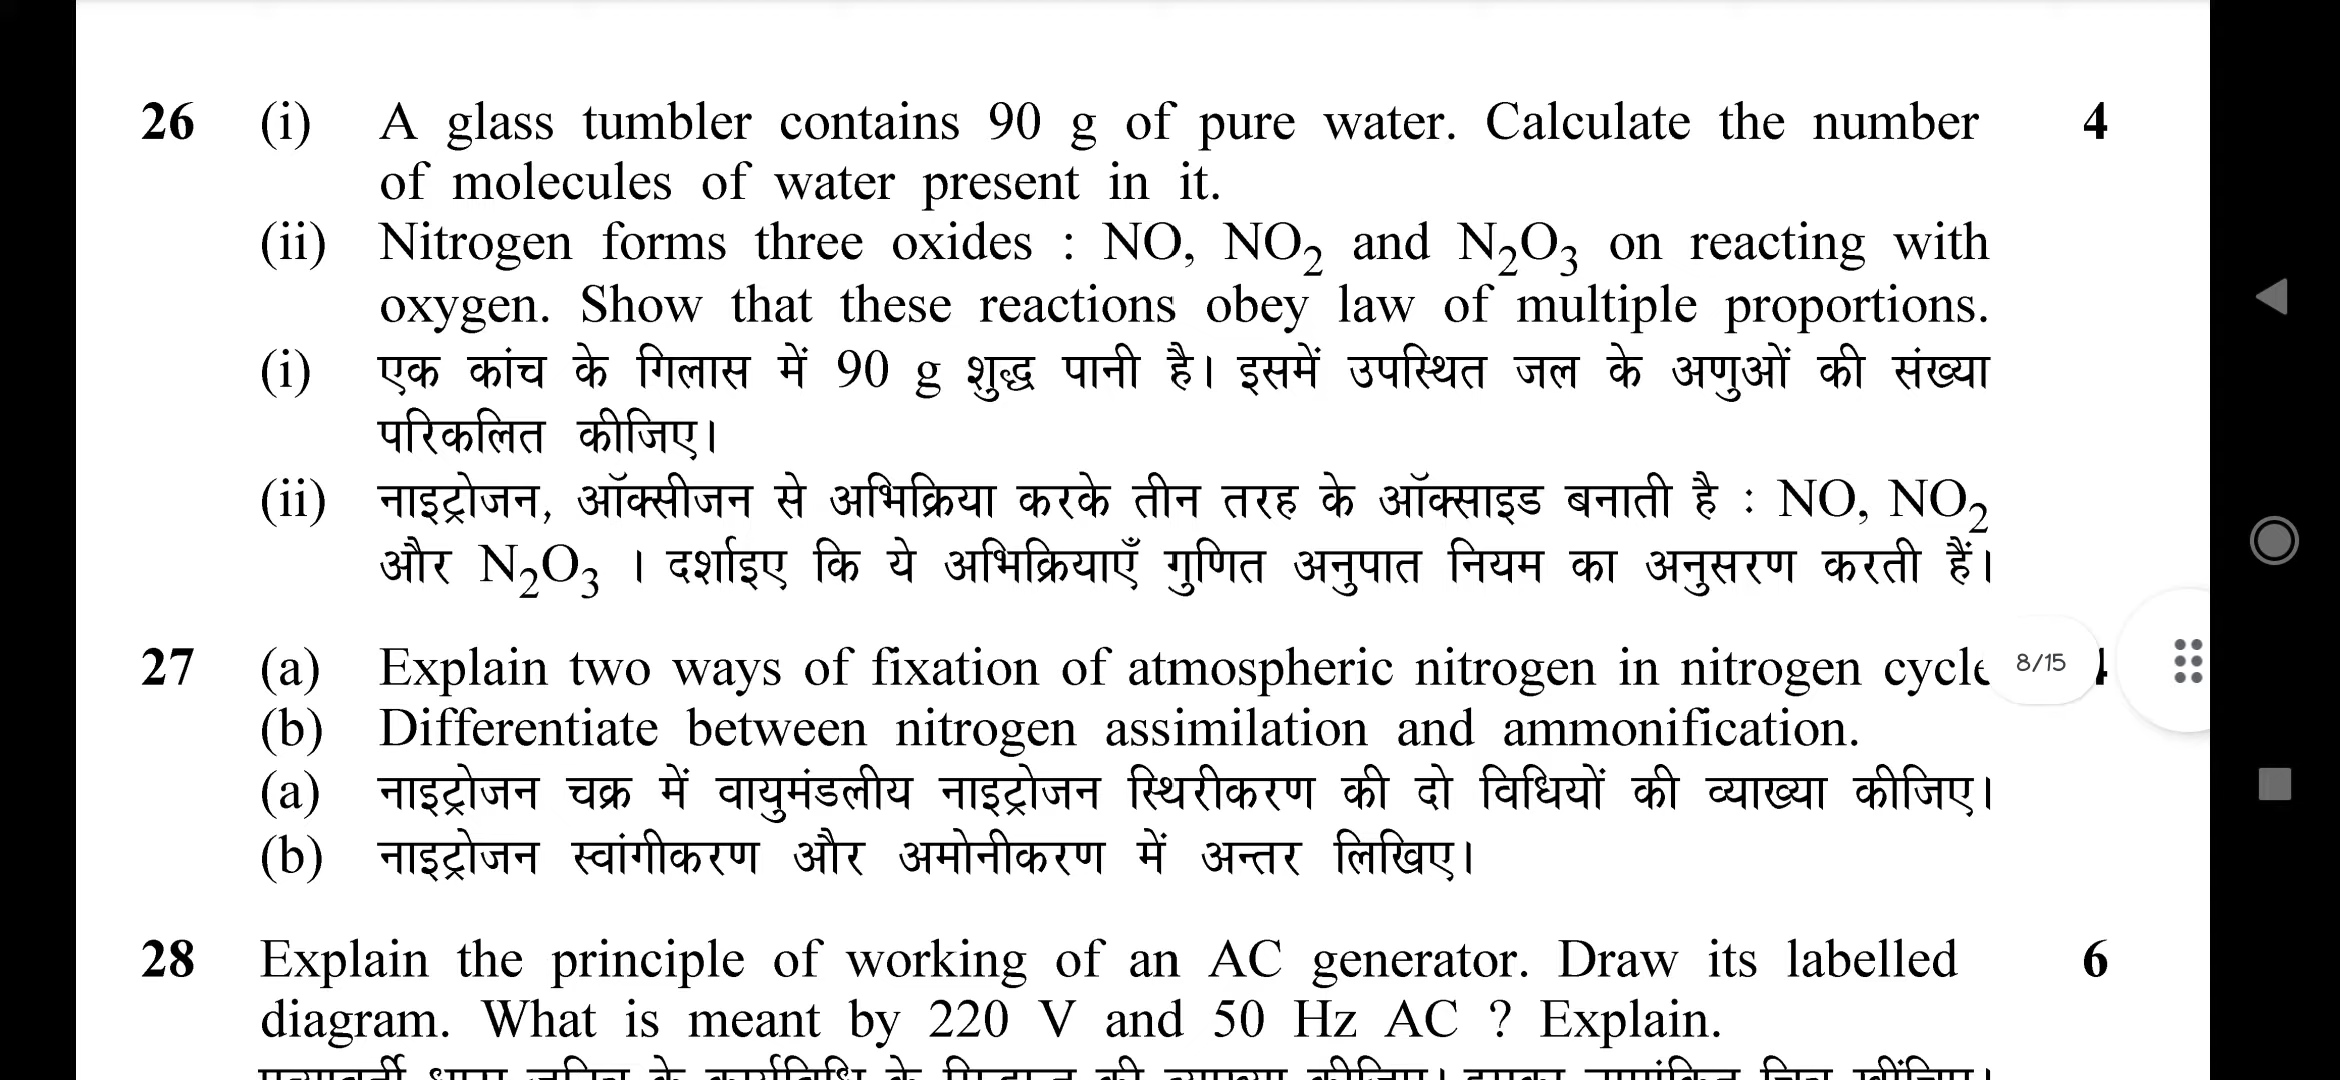 26 (i) A glass tumbler contains 90 g of pure water. Calculate the number 4
of molecules of water present in it.
(ii) Nitrogen forms three oxides : NO, NO₂ and N₂O₃ on reacting with
oxygen. Show that these reactions obey law of multiple proportions.
(i) एक कांच के गिलास में 90 g शुद्ध पानी है। इसमें उपस्थित जल के अणुओं की संख्या
परिकलित कीजिए।
(ii) नाइट्रोजन, ऑक्सीजन से अभिक्रिया करके तीन तरह के ऑक्साइड बनाती है : NO, NO₂
और N₂O₃ । दर्शाइए कि ये अभिक्रियाएँ गुणित अनुपात नियम का अनुसरण करती हैं।
27 (a) Explain two ways of fixation of atmospheric nitrogen in nitrogen cycle 8/15
(b) Differentiate between nitrogen assimilation and ammonification.
(a) नाइट्रोजन चक्र में वायुमंडलीय नाइट्रोजन स्थिरीकरण की दो विधियों की व्याख्या कीजिए।
(b) नाइट्रोजन स्वांगीकरण और अमोनीकरण में अन्तर लिखिए।
28 Explain the principle of working of an AC generator. Draw its labelled 6
diagram. What is meant by 220 V and 50 Hz AC ? Explain.